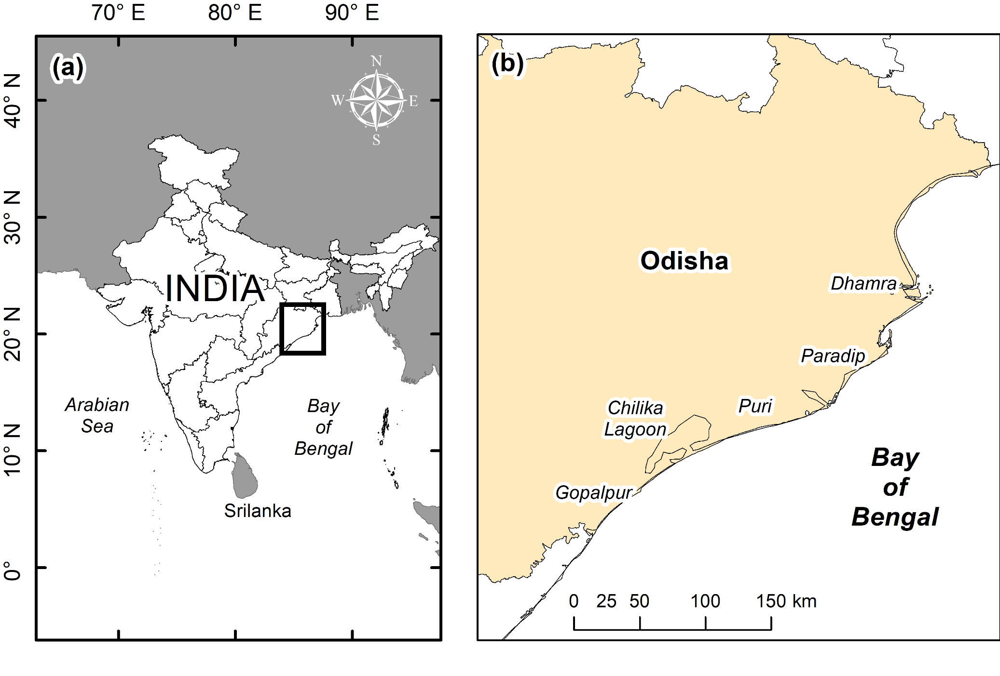 70° E 80° E 90° E
(a)
N
W E
S
40° N
30° N
20° N
10° N
0°
INDIA
Arabian
Sea
Bay
of
Bengal
Srilanka
(b)
Odisha
Dhamra
Paradip
Puri
Chilika
Lagoon
Gopalpur
Bay
of
Bengal
0 25 50 100 150 km